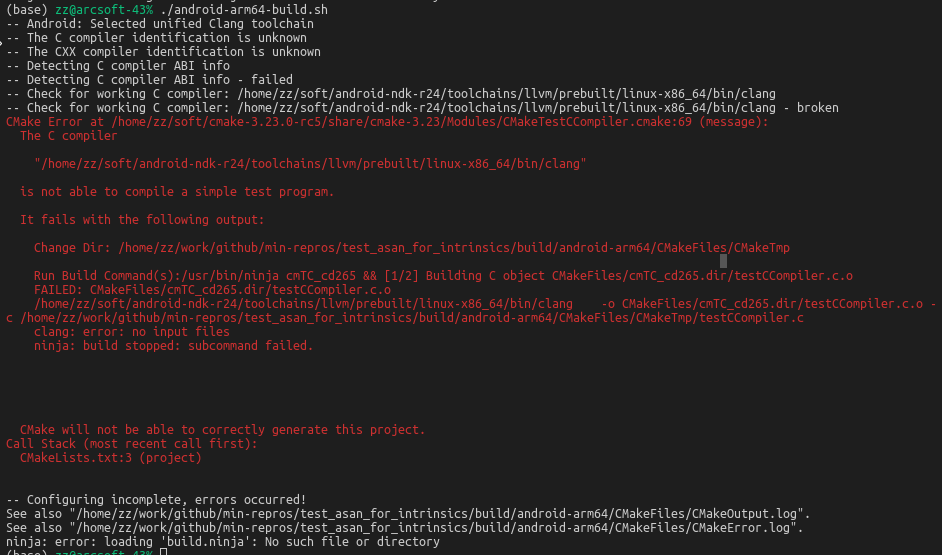 (base) zz@arcsoft-43% ./android-arm64-build.sh
-- Android: Selected unified Clang toolchain
-- The C compiler identification is unknown
-- The CXX compiler identification is unknown
-- Detecting C compiler ABI info
-- Detecting C compiler ABI info - failed
-- Check for working C compiler: /home/zz/soft/android-ndk-r24/toolchains/llvm/prebuilt/linux-x86_64/bin/clang
-- Check for working C compiler: /home/zz/soft/android-ndk-r24/toolchains/llvm/prebuilt/linux-x86_64/bin/clang - broken
CMake Error at /home/zz/soft/cmake-3.23.0-rc5/share/cmake-3.23/Modules/CMakeTestCCompiler.cmake:69 (message):
  The C compiler

    "/home/zz/soft/android-ndk-r24/toolchains/llvm/prebuilt/linux-x86_64/bin/clang"

  is not able to compile a simple test program.

  It fails with the following output:

    Change Dir: /home/zz/work/github/min-repros/test_asan_for_intrinsics/build/android-arm64/CMakeFiles/CMakeTmp

    Run Build Command(s):/usr/bin/ninja cmTC_cd265 && [1/2] Building C object CMakeFiles/cmTC_cd265.dir/testCCompiler.c.o
    FAILED: CMakeFiles/cmTC_cd265.dir/testCCompiler.c.o
    /home/zz/soft/android-ndk-r24/toolchains/llvm/prebuilt/linux-x86_64/bin/clang    -o CMakeFiles/cmTC_cd265.dir/testCCompiler.c.o -
c /home/zz/work/github/min-repros/test_asan_for_intrinsics/build/android-arm64/CMakeFiles/CMakeTmp/testCCompiler.c
    clang: error: no input files
    ninja: build stopped: subcommand failed.

  CMake will not be able to correctly generate this project.
Call Stack (most recent call first):
  CMakeLists.txt:3 (project)

-- Configuring incomplete, errors occurred!
See also "/home/zz/work/github/min-repros/test_asan_for_intrinsics/build/android-arm64/CMakeFiles/CMakeOutput.log".
See also "/home/zz/work/github/min-repros/test_asan_for_intrinsics/build/android-arm64/CMakeFiles/CMakeError.log".
ninja: error: loading 'build.ninja': No such file or directory
(base) zz@arcsoft-43%